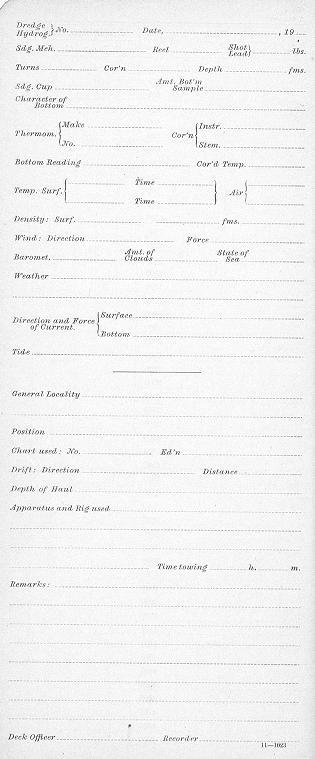 Dredge
Hydrog. } No. Date, , 19
Sdg. Mch. Reel Shot Lead } lbs.
Turns Cor'n Depth fms.
Sdg. Cup Amt. Bot'm Sample
Character of Bottom
Thermom. { Make Cor'n { Instr.
No. Stem.
Bottom Reading Cor'd Temp.
Temp. Surf. { Time } Air {
Time
Density: Surf. fms.
Wind: Direction Force
Baromet. Amt. of Clouds State of Sea
Weather
Direction and Force of Current. { Surface
Bottom
Tide
General Locality
Position
Chart used: No. Ed'n
Drift: Direction Distance
Depth of Haul
Apparatus and Rig used
Time towing h. m.
Remarks:
Deck Officer Recorder
11—1023